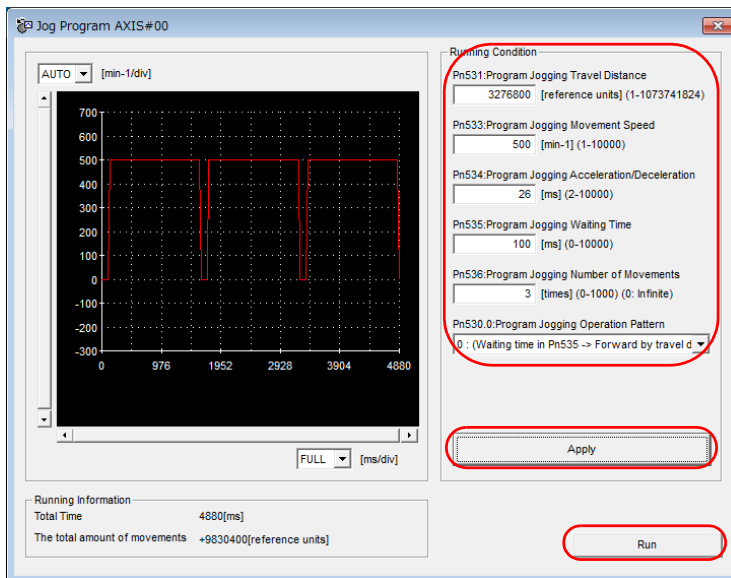 Jog Program AXIS#00
AUTO [min-1/div]
700
600
500
400
300
200
100
0
-100
-200
-300
0 976 1952 2928 3904 4880
FULL [ms/div]
Running Condition
Pn531:Program Jogging Travel Distance
3276800 [reference units] (1-1073741824)
Pn533:Program Jogging Movement Speed
500 [min-1] (1-10000)
Pn534:Program Jogging Acceleration/Deceleration
26 [ms] (2-10000)
Pn535:Program Jogging Waiting Time
100 [ms] (0-10000)
Pn536:Program Jogging Number of Movements
3 [times] (0-1000) (0: Infinite)
Pn530.0:Program Jogging Operation Pattern
0 : (Waiting time in Pn535 -> Forward by travel d
Apply
Running Information
Total Time 4880[ms]
The total amount of movements +9830400[reference units]
Run